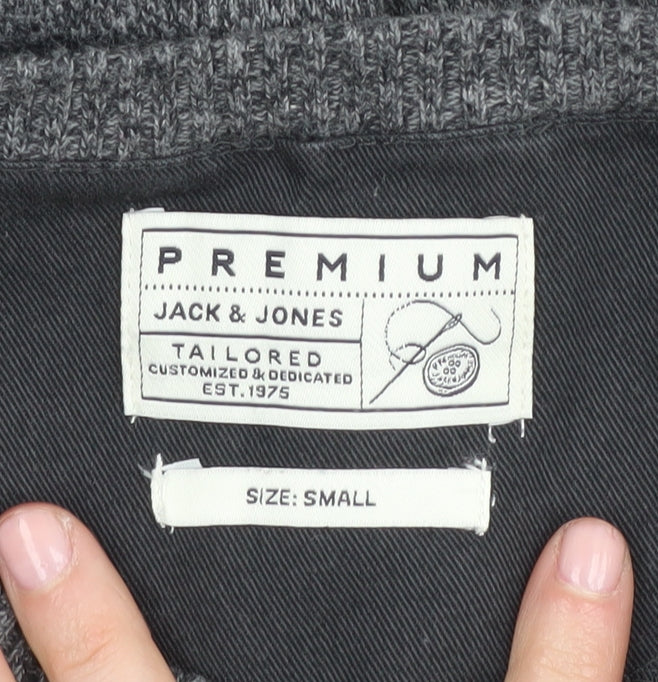 PREMIUM
JACK & JONES
TAILORED
CUSTOMIZED & DEDICATED
EST. 1975
SIZE: SMALL